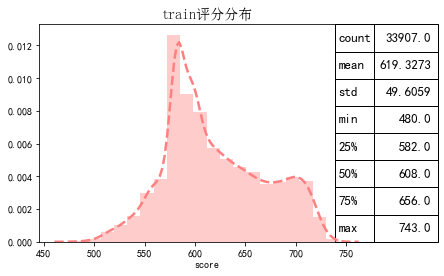 train评分分布
0.012
0.010
0.008
0.006
0.004
0.002
0.000
450 500 550 600 650 700 750
score
count 33907.0
mean 619.3273
std 49.6059
min 480.0
25% 582.0
50% 608.0
75% 656.0
max 743.0